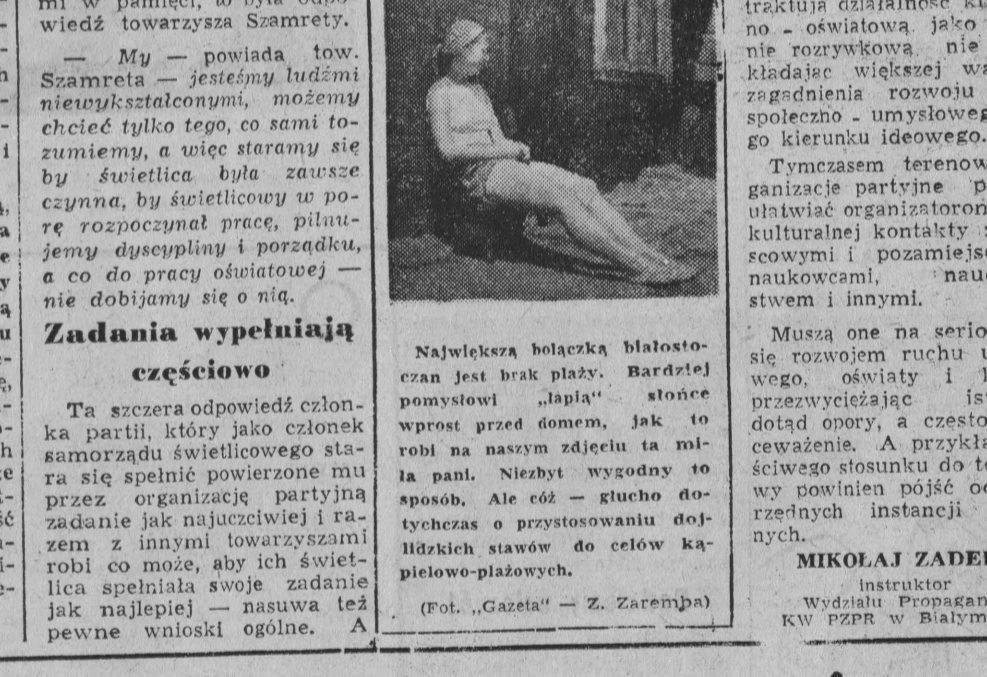 mi w pamięci, to była odpo-
wiedź towarzysza Szamrety.
— My — powiada tow.
Szamreta — jesteśmy ludźmi
niewykształconymi, możemy
chcieć tylko tego, co sami to-
zumiemy, a więc staramy się
by świetlica była zawsze
czynna, by świetlicowy w po-
rę rozpoczynał pracę, pilnu-
jemy dyscypliny i porządku,
a co do pracy oświatowej —
nie dobijamy się o nią.
Zadania wypełniają
częściowo
Ta szczera odpowiedź człon-
ka partii, który jako członek
samorządu świetlicowego sta-
ra się spełnić powierzone mu
przez organizację partyjną
zadanie jak najuczciwiej i ra-
zem z innymi towarzyszami
robi co może, aby ich świet-
lica spełniała swoje zadanie
jak najlepiej — nasuwa też
pewne wnioski ogólne. A
Największą bolączką białosto-
czan jest brak plaży. Bardziej
pomysłowi „łapią" słońce
wprost przed domem, jak to
robi na naszym zdjęciu ta mi-
ła pani. Niezbyt wygodny to
sposób. Ale cóż — głucho do-
tychczas o przystosowaniu doj-
lidzkich stawów do celów ką-
pielowo-plażowych.
(Fot. „Gazeta" — Z. Zaremba)
traktują działalność
no - oświatową jako
nie rozrywkową, nie
kładając większej
zagadnienia rozwoju
społeczno - umysłoweg
go kierunku ideowego.
Tymczasem terenow
ganizacje partyjne p
ułatwiać organizatorom
kulturalnej kontakty z
scowymi i pozamiejsc
naukowcami, nauc
stwem i innymi.
Muszą one na serio
się rozwojem ruchu u
wego, oświaty i
przezwyciężając is
dotąd opory, a często
ceważenie. A przykła
ściwego stosunku do te
wy powinien pójść od
rzędnych instancji
nych.
MIKOŁAJ ZADE
instruktor
Wydziału Propagan
KW PZPR w Białym